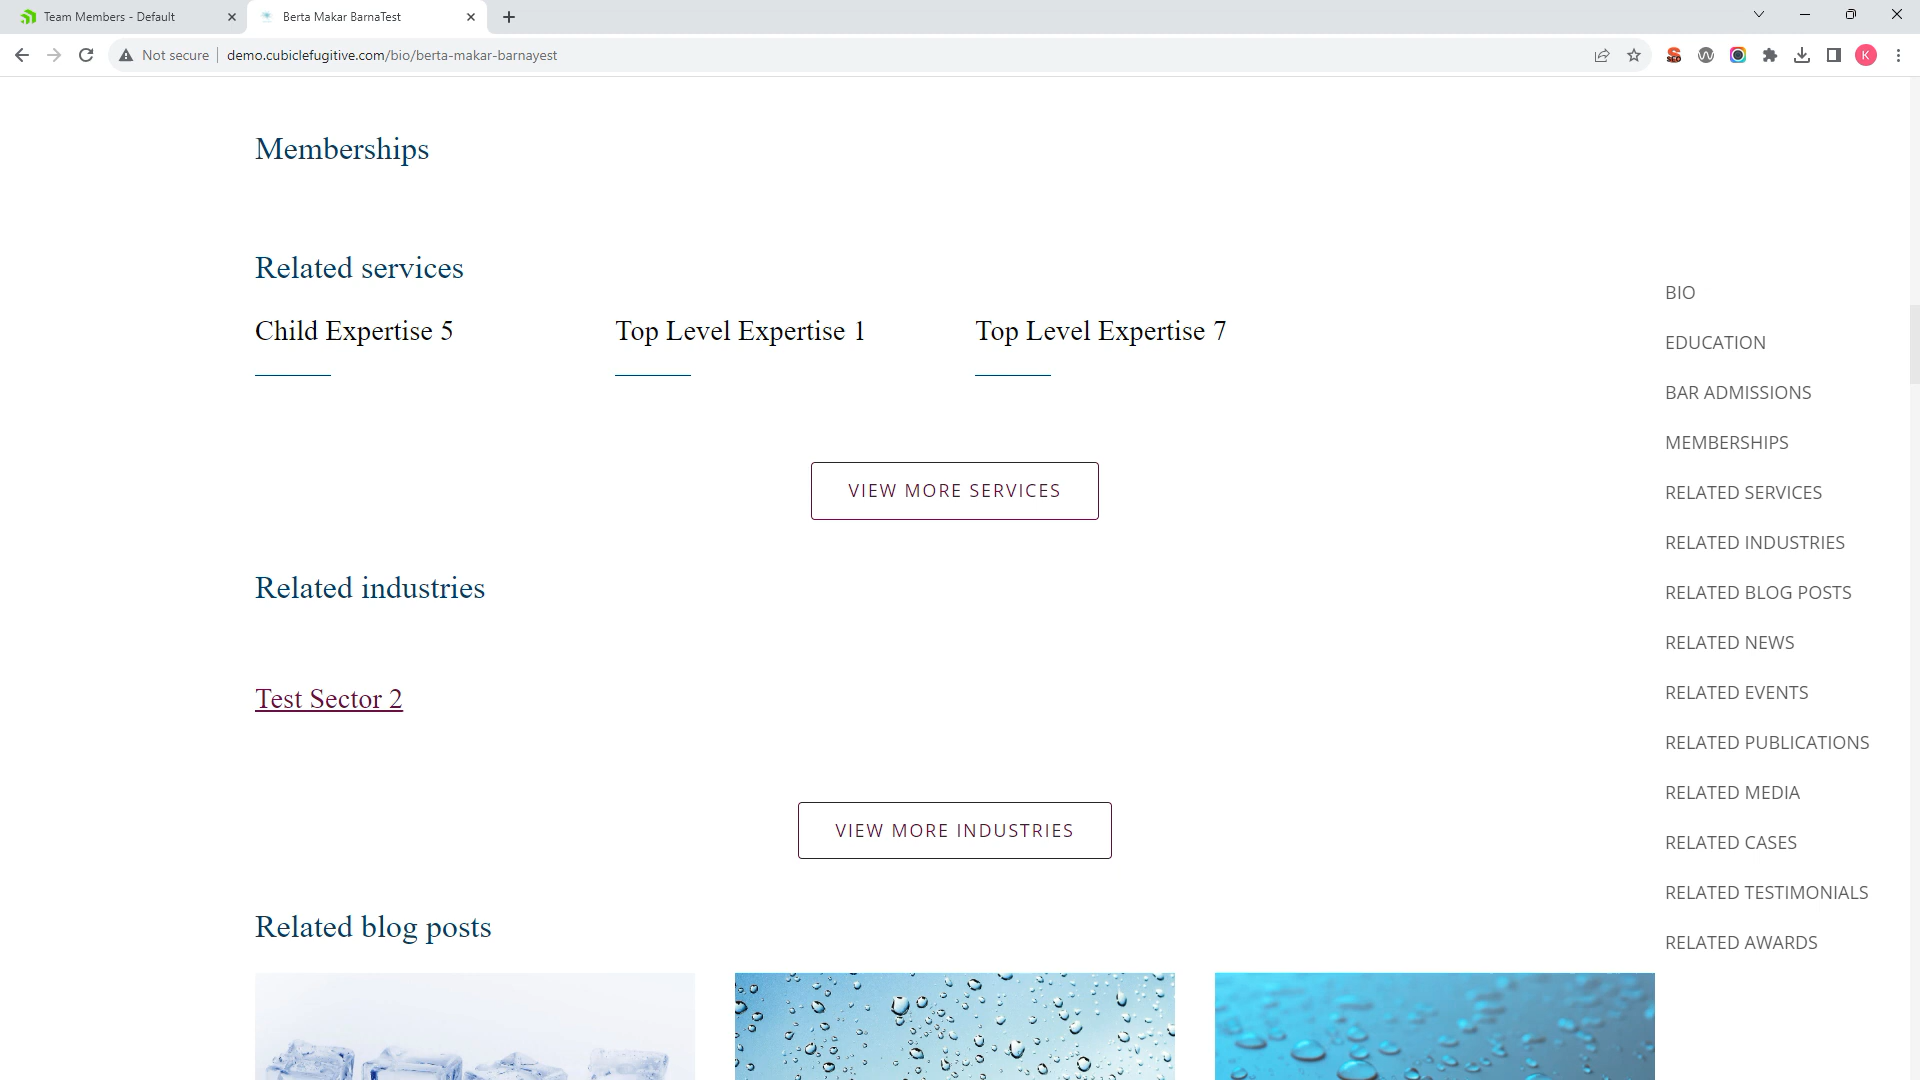 Team Members - Default
Berta Makar BarnaTest
Not secure
demo.cubiclefugitive.com/bio/berta-makar-barnayest
SEO
K
Memberships
Related services
Child Expertise 5
Top Level Expertise 1
Top Level Expertise 7
VIEW MORE SERVICES
Related industries
Test Sector 2
VIEW MORE INDUSTRIES
Related blog posts
BIO
EDUCATION
BAR ADMISSIONS
MEMBERSHIPS
RELATED SERVICES
RELATED INDUSTRIES
RELATED BLOG POSTS
RELATED NEWS
RELATED EVENTS
RELATED PUBLICATIONS
RELATED MEDIA
RELATED CASES
RELATED TESTIMONIALS
RELATED AWARDS